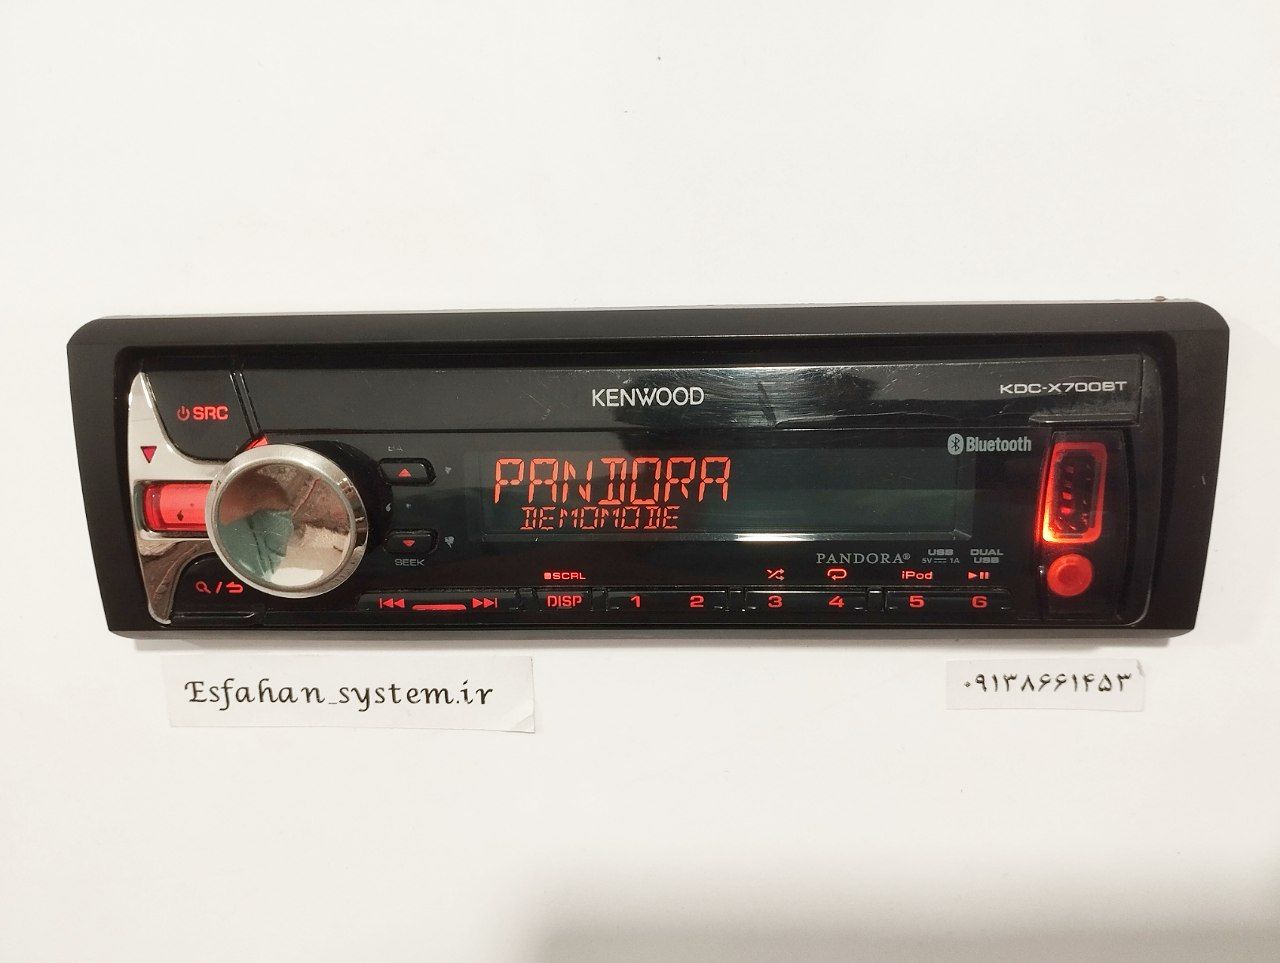 KENWOOD
KDC-X700BT
SRC
Bluetooth
PANDORA
DEMOMODE
SEEK
PANDORA®
USB
5V 1A
DUAL
USB
SCRL
iPod
DISP 1 2 3 4 5 6
Esfahan_system.ir
۰۹۱۳۸۶۶۱۴۵۳